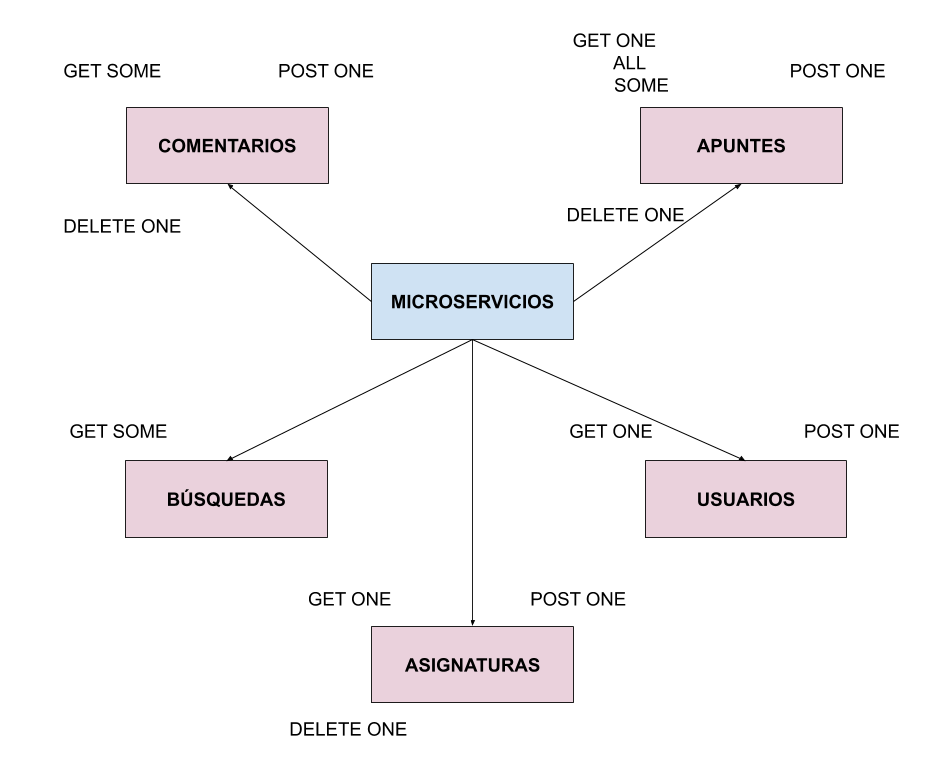 GET ONE
ALL
SOME
GET SOME
POST ONE
POST ONE
COMENTARIOS
APUNTES
DELETE ONE
DELETE ONE
MICROSERVICIOS
GET SOME
GET ONE
POST ONE
BÚSQUEDAS
USUARIOS
GET ONE
POST ONE
ASIGNATURAS
DELETE ONE